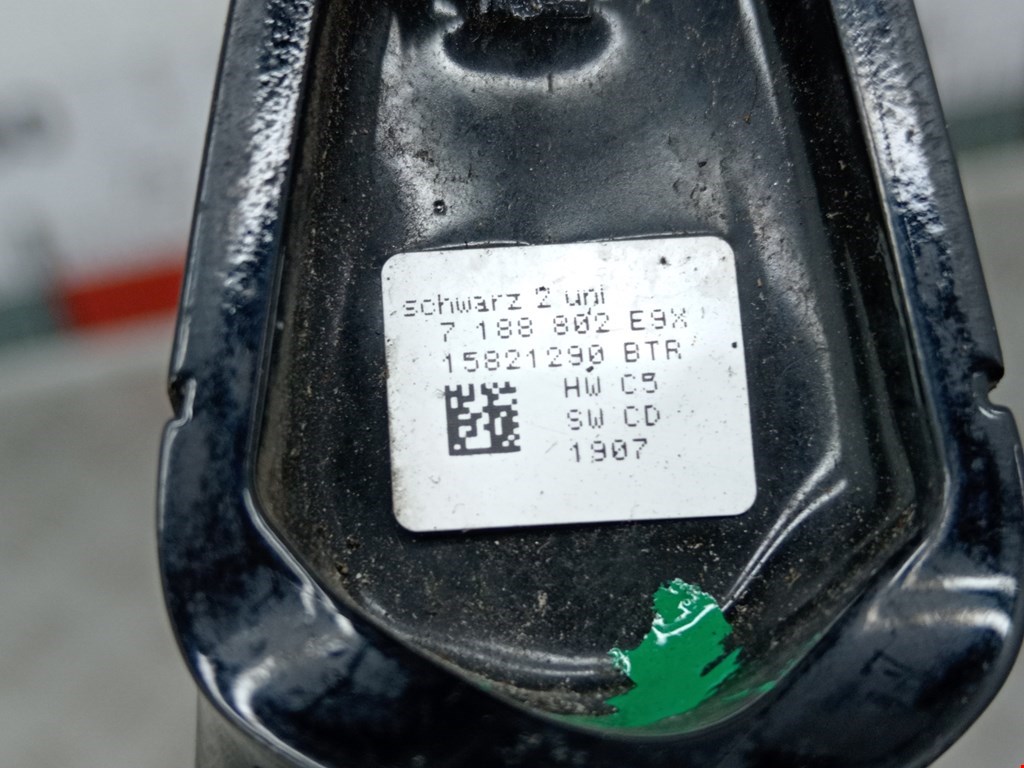 schwarz 2 uni
7 188 802 E9X
15821290 BTR
HW C5
SW CD
1907